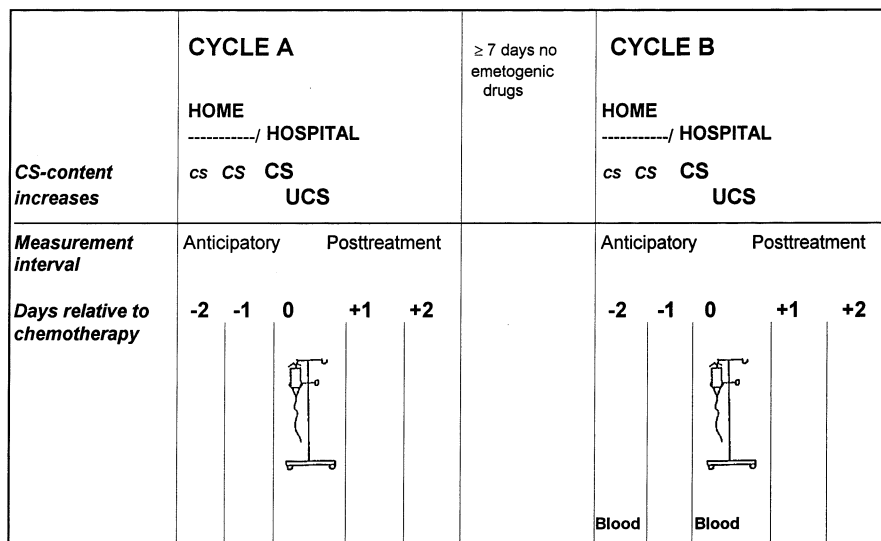 CYCLE A
≥ 7 days no
emetogenic
drugs
CYCLE B
HOME
-----------/ HOSPITAL
HOME
-----------/ HOSPITAL
CS-content
increases
cs CS CS
UCS
cs CS CS
UCS
Measurement
interval
Anticipatory Posttreatment
Anticipatory Posttreatment
Days relative to
chemotherapy
-2 -1 0 +1 +2
-2 -1 0 +1 +2
Blood Blood